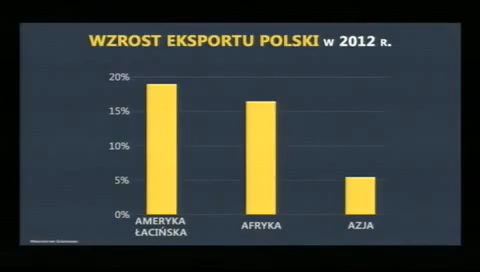 WZROST EKSPORTU POLSKI W 2012 R.
20%
15%
10%
5%
0%
AMERYKA
ŁACIŃSKA
AFRYKA
AZJA